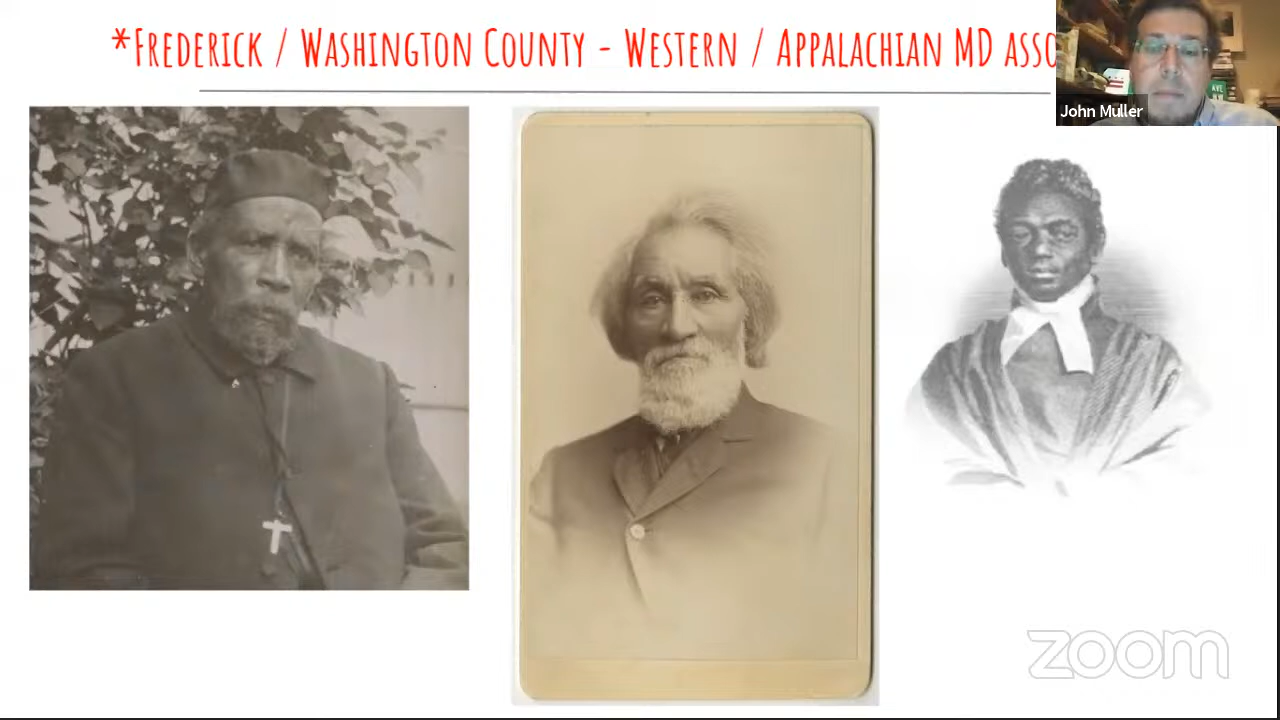 *Frederick / Washington County - Western / Appalachian MD asso
John Muller
zoom